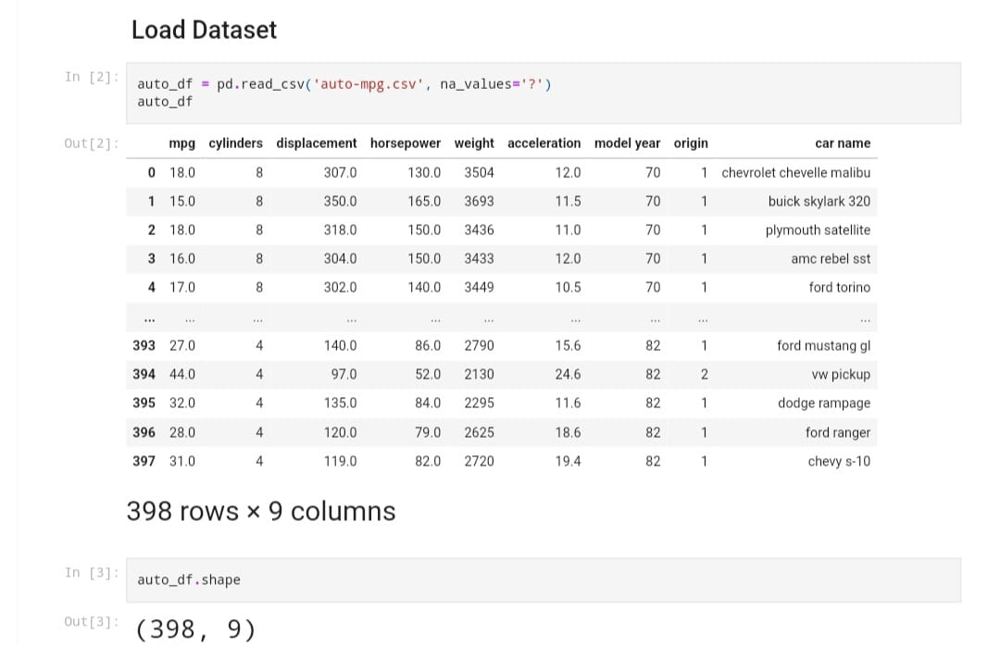 Load Dataset
In [2]:
auto_df = pd.read_csv('auto-mpg.csv', na_values='?')
auto_df
Out[2]:
mpg cylinders displacement horsepower weight acceleration model year origin car name
0 18.0 8 307.0 130.0 3504 12.0 70 1 chevrolet chevelle malibu
1 15.0 8 350.0 165.0 3693 11.5 70 1 buick skylark 320
2 18.0 8 318.0 150.0 3436 11.0 70 1 plymouth satellite
3 16.0 8 304.0 150.0 3433 12.0 70 1 amc rebel sst
4 17.0 8 302.0 140.0 3449 10.5 70 1 ford torino
... ... ... ... ... ... ... ... ... ...
393 27.0 4 140.0 86.0 2790 15.6 82 1 ford mustang gl
394 44.0 4 97.0 52.0 2130 24.6 82 2 vw pickup
395 32.0 4 135.0 84.0 2295 11.6 82 1 dodge rampage
396 28.0 4 120.0 79.0 2625 18.6 82 1 ford ranger
397 31.0 4 119.0 82.0 2720 19.4 82 1 chevy s-10
398 rows × 9 columns
In [3]:
auto_df.shape
Out[3]:
(398, 9)